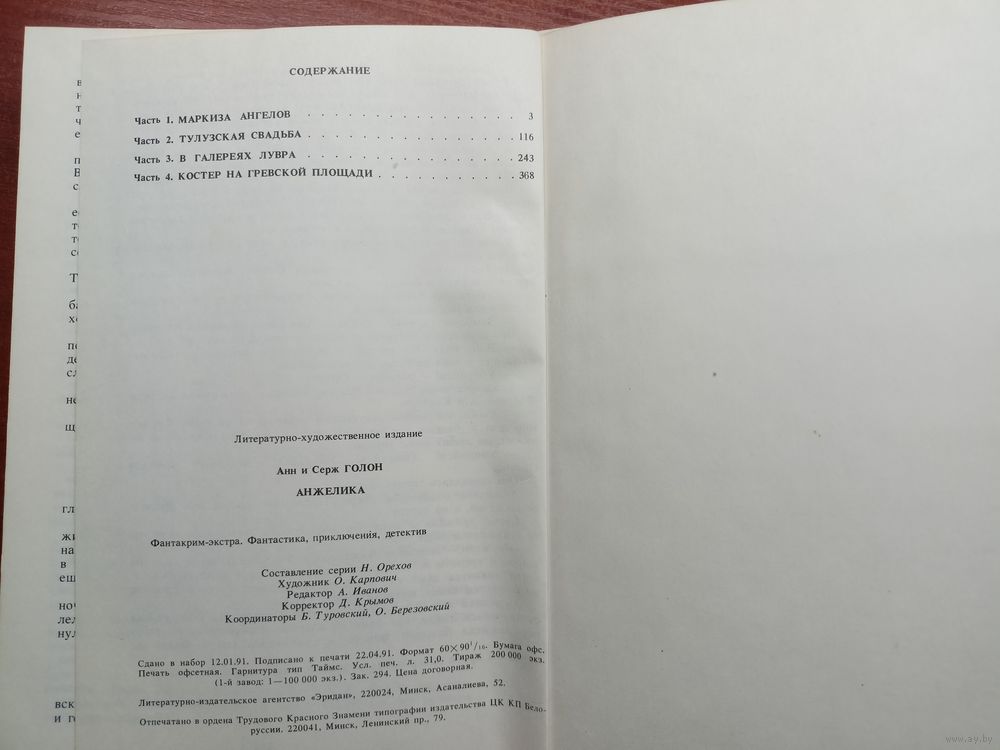 СОДЕРЖАНИЕ
Часть 1. МАРКИЗА АНГЕЛОВ . . . . . . . . . . . . . . . . 3
Часть 2. ТУЛУЗСКАЯ СВАДЬБА . . . . . . . . . . . . . . . 116
Часть 3. В ГАЛЕРЕЯХ ЛУВРА . . . . . . . . . . . . . . . 243
Часть 4. КОСТЕР НА ГРЕВСКОЙ ПЛОЩАДИ . . . . . . . . . . . 368
Литературно-художественное издание
Анн и Серж ГОЛОН
АНЖЕЛИКА
Фантакрим-экстра. Фантастика, приключения, детектив
Составление серии Н. Орехов
Художник О. Карпович
Редактор А. Иванов
Корректор Д. Крымов
Координаторы Б. Туровский, О. Березовский
Сдано в набор 12.01.91. Подписано к печати 22.04.91. Формат 60×90¹/₁₆. Бумага офс.
Печать офсетная. Гарнитура тип Таймс. Усл. печ. л. 31,0. Тираж 200 000 экз.
(1-й завод: 1—100 000 экз.). Зак. 294. Цена договорная.
Литературно-издательское агентство «Эридан», 220024, Минск, Асаналиева, 52.
Отпечатано в ордена Трудового Красного Знамени типографии издательства ЦК КП Бело-
руссии. 220041, Минск, Ленинский пр., 79.
www.ay.by